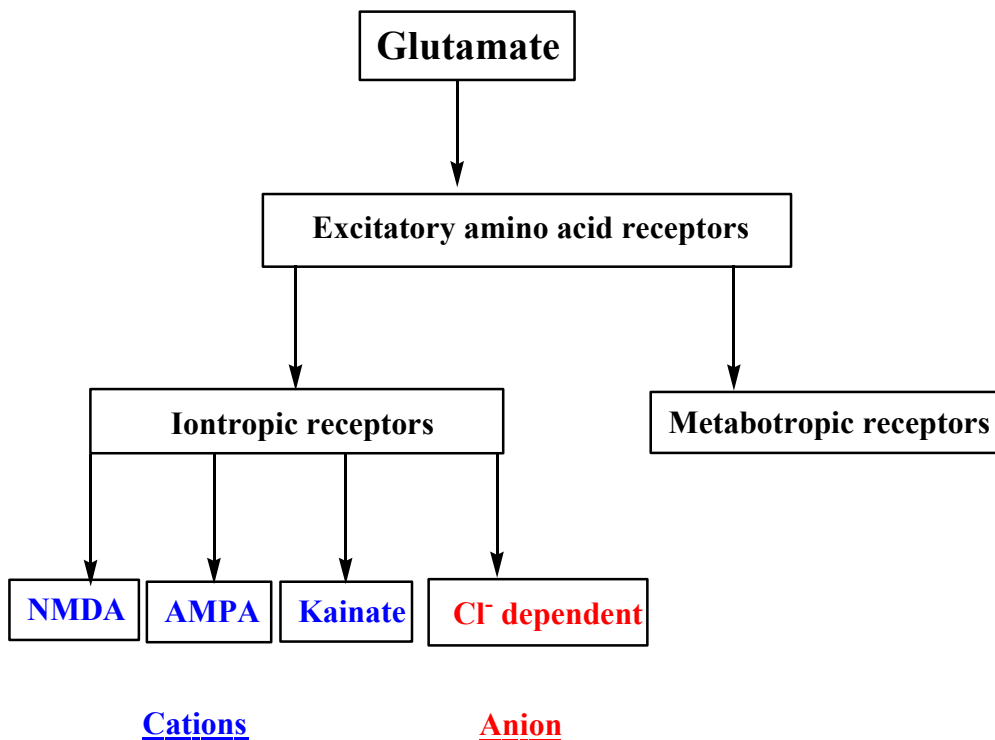 Glutamate
Excitatory amino acid receptors
Iontropic receptors
Metabotropic receptors
NMDA
AMPA
Kainate
Cl⁻ dependent
Cations
Anion